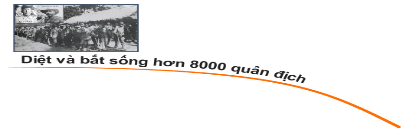 Diệt và bắt sống hơn 8000 quân địch